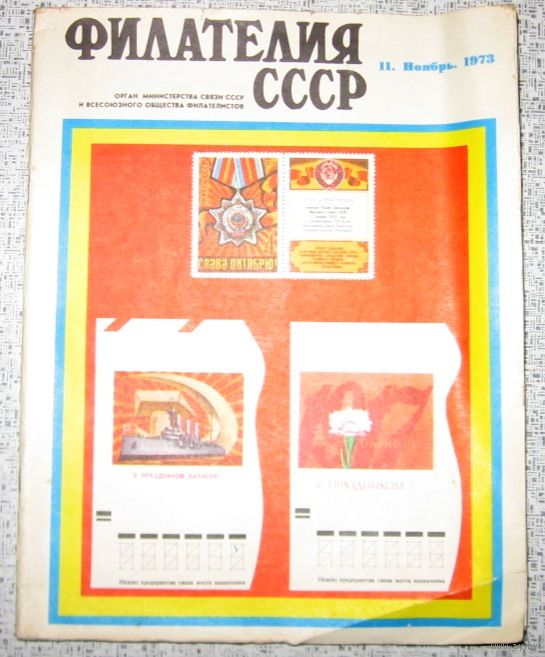 ФИЛАТЕЛИЯ
СССР
11. Ноябрь. 1973
ОРГАН МИНИСТЕРСТВА СВЯЗИ СССР
И ВСЕСОЮЗНОГО ОБЩЕСТВА ФИЛАТЕЛИСТОВ
СЛАВА ОКТЯБРЮ!
1917
С ПРАЗДНИКОМ ОКТЯБРЯ!
С ПРАЗДНИКОМ!
Индекс предприятия связи места назначения
Индекс предприятия связи места назначения